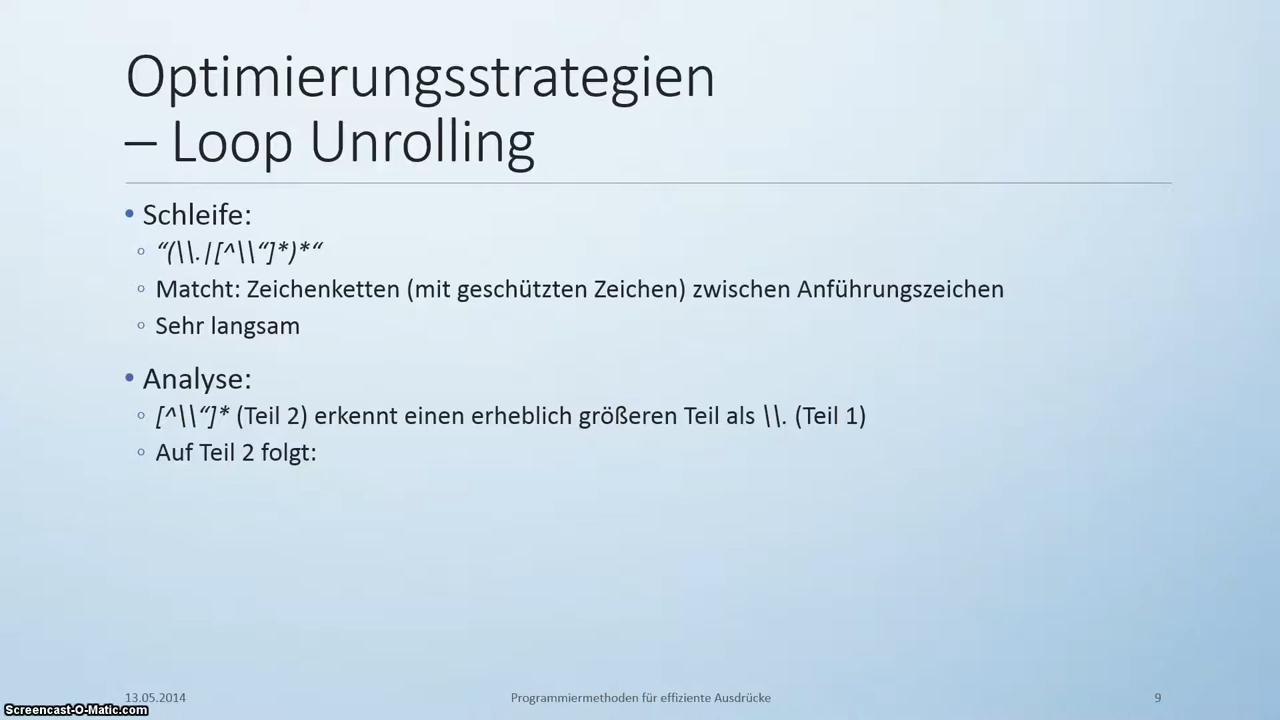 Optimierungsstrategien
– Loop Unrolling
• Schleife:
◦ “(\\.|[^\\“]*)*“
◦ Matcht: Zeichenketten (mit geschützten Zeichen) zwischen Anführungszeichen
◦ Sehr langsam
• Analyse:
◦ [^\\“]* (Teil 2) erkennt einen erheblich größeren Teil als \\. (Teil 1)
◦ Auf Teil 2 folgt:
13.05.2014 Programmiermethoden für effiziente Ausdrücke 9
Screencast-O-Matic.com